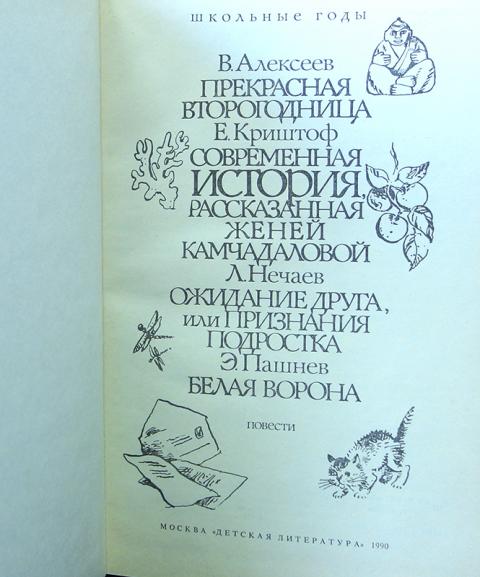 ШКОЛЬНЫЕ ГОДЫ
В.Алексеев
ПРЕКРАСНАЯ
ВТОРОГОДНИЦА
Е.Криштоф
СОВРЕМЕННАЯ
ИСТОРИЯ,
РАССКАЗАННАЯ
ЖЕНЕЙ
КАМЧАДАЛОВОЙ
Л.Нечаев
ОЖИДАНИЕ ДРУГА,
или ПРИЗНАНИЯ
ПОДРОСТКА
Э.Пашнев
БЕЛАЯ ВОРОНА
повести
МОСКВА «ДЕТСКАЯ ЛИТЕРАТУРА» 1990